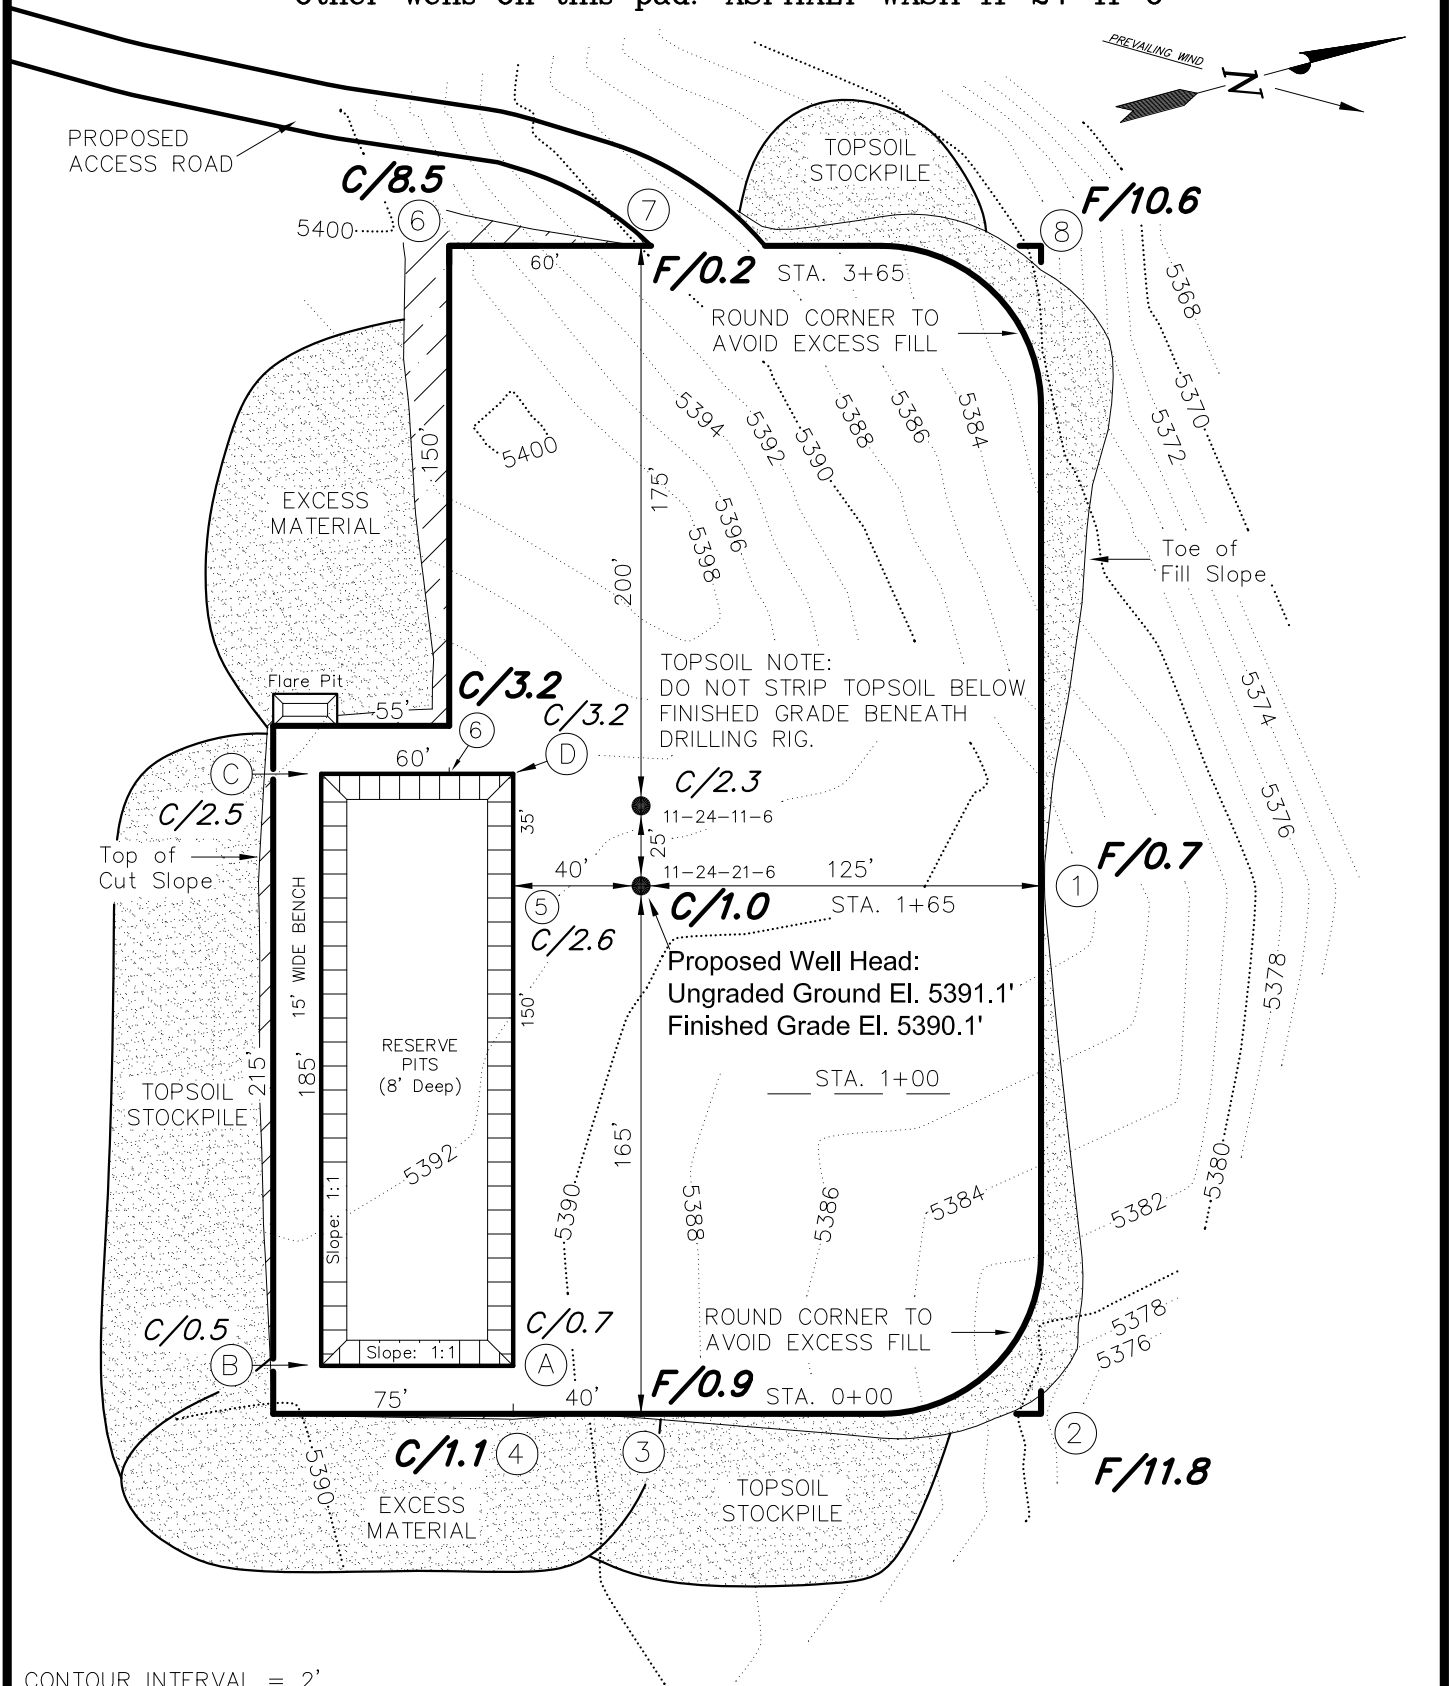 PREVAILING WIND
N
PROPOSED
ACCESS ROAD
TOPSOIL
STOCKPILE
C/8.5
6
7
F/10.6
8
5400
60'
F/0.2
STA. 3+65
5368
ROUND CORNER TO
AVOID EXCESS FILL
5394
5392
5390
5388
5386
5384
5370
5372
150'
5400
175'
EXCESS
MATERIAL
5396
5398
Toe of
Fill Slope
200'
TOPSOIL NOTE:
DO NOT STRIP TOPSOIL BELOW
FINISHED GRADE BENEATH
DRILLING RIG.
Flare Pit
55'
C/3.2
C/3.2
6
D
5374
60'
C
C/2.5
C/2.3
11-24-11-6
35'
25'
5376
Top of
Cut Slope
40'
11-24-21-6
125'
F/0.7
1
5
C/1.0
STA. 1+65
C/2.6
15' WIDE BENCH
Proposed Well Head:
Ungraded Ground El. 5391.1'
Finished Grade El. 5390.1'
150'
5378
RESERVE
PITS
(8' Deep)
215'
185'
STA. 1+00
TOPSOIL
STOCKPILE
165'
5392
5390
5388
5386
5384
5382
5380
Slope: 1:1
C/0.5
C/0.7
ROUND CORNER TO
AVOID EXCESS FILL
5378
5376
B
Slope: 1:1
A
75'
40'
F/0.9
STA. 0+00
C/1.1
4
3
2
F/11.8
5390
EXCESS
MATERIAL
TOPSOIL
STOCKPILE
CONTOUR INTERVAL = 2'